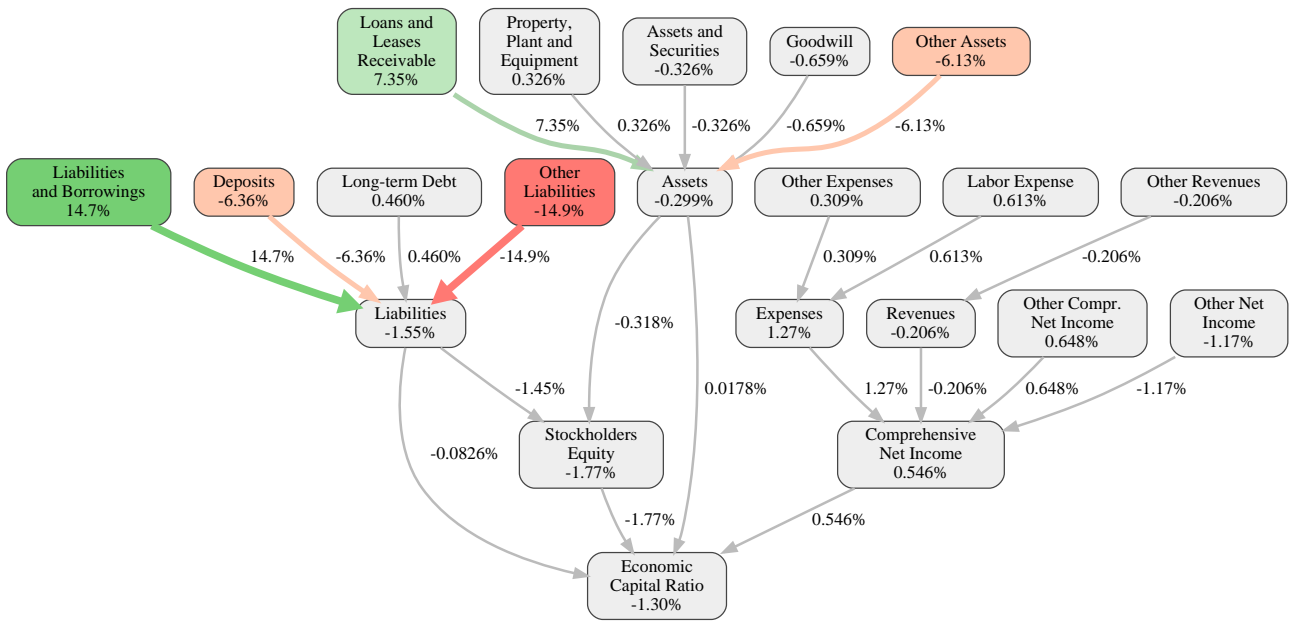 Loans and
Leases
Receivable
7.35%
Property,
Plant and
Equipment
0.326%
Assets and
Securities
-0.326%
Goodwill
-0.659%
Other Assets
-6.13%
7.35%
0.326%
-0.326%
-0.659%
-6.13%
Liabilities
and Borrowings
14.7%
Deposits
-6.36%
Long-term Debt
0.460%
Other
Liabilities
-14.9%
Assets
-0.299%
Other Expenses
0.309%
Labor Expense
0.613%
Other Revenues
-0.206%
14.7%
-6.36%
0.460%
-14.9%
0.309%
0.613%
-0.206%
Liabilities
-1.55%
-0.318%
Expenses
1.27%
Revenues
-0.206%
Other Compr.
Net Income
0.648%
Other Net
Income
-1.17%
-1.45%
0.0178%
1.27%
-0.206%
0.648%
-1.17%
-0.0826%
Stockholders
Equity
-1.77%
Comprehensive
Net Income
0.546%
-1.77%
0.546%
Economic
Capital Ratio
-1.30%